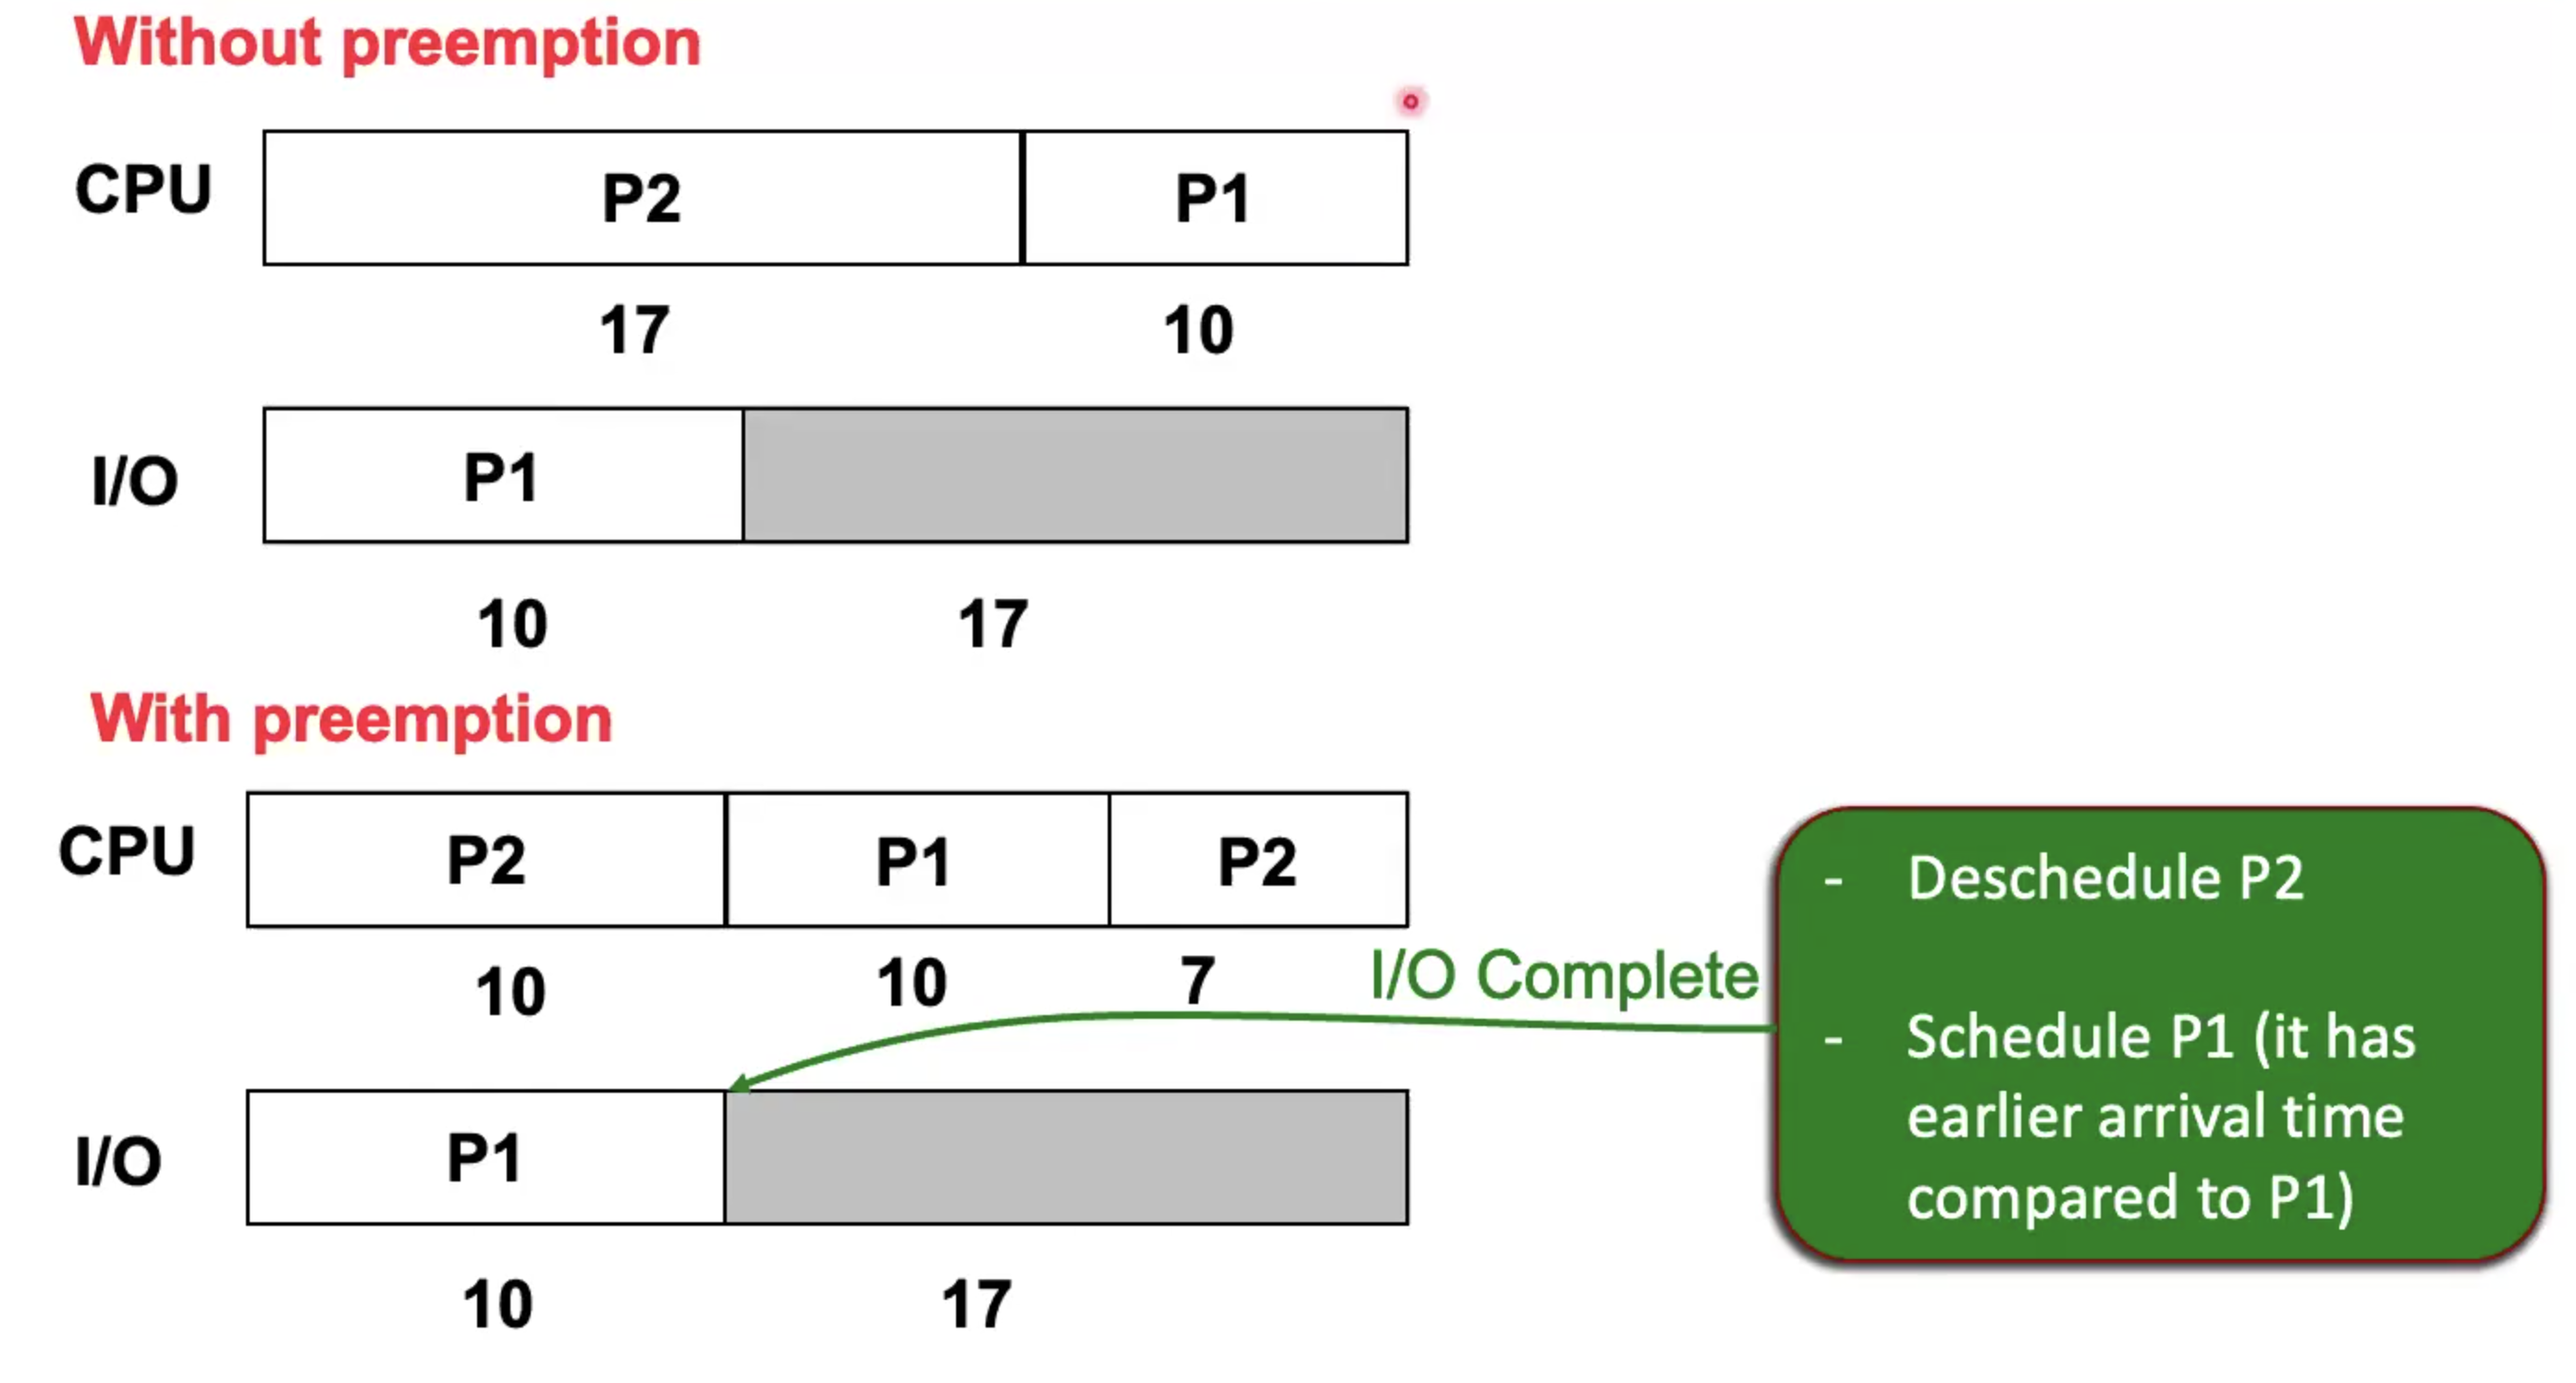 Without preemption
CPU P2 P1
17 10
I/O P1
10 17
With preemption
CPU P2 P1 P2
10 10 7
I/O Complete
I/O P1
10 17
- Deschedule P2
- Schedule P1 (it has
earlier arrival time
compared to P1)